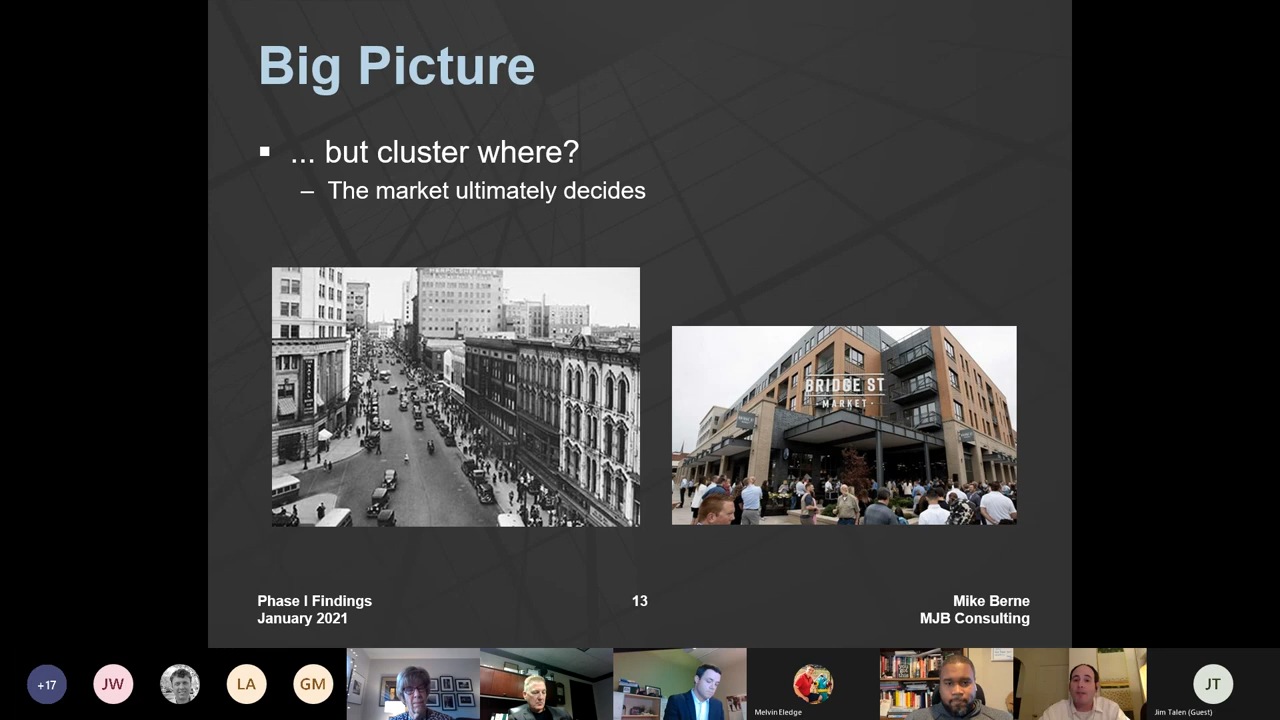 Big Picture
... but cluster where?
– The market ultimately decides
BRIDGE ST
MARKET
Phase I Findings
January 2021
13
Mike Berne
MJB Consulting
+17
JW
LA
GM
Melvin Eledge
JT
Jim Talen (Guest)